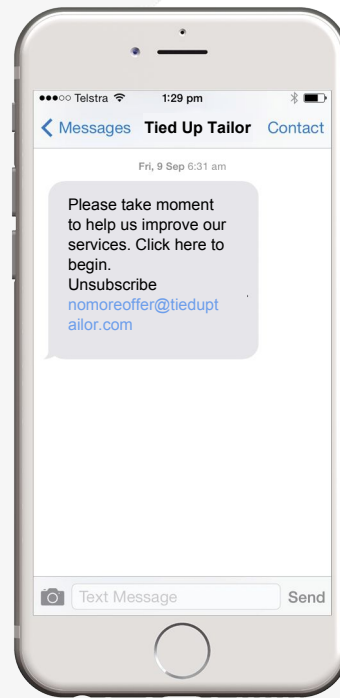 ●●●○○ Telstra 1:29 pm
Messages Tied Up Tailor Contact
Fri, 9 Sep 6:31 am
Please take moment
to help us improve our
services. Click here to
begin.
Unsubscribe
nomoreoffer@tiedupt
ailor.com
Text Message Send